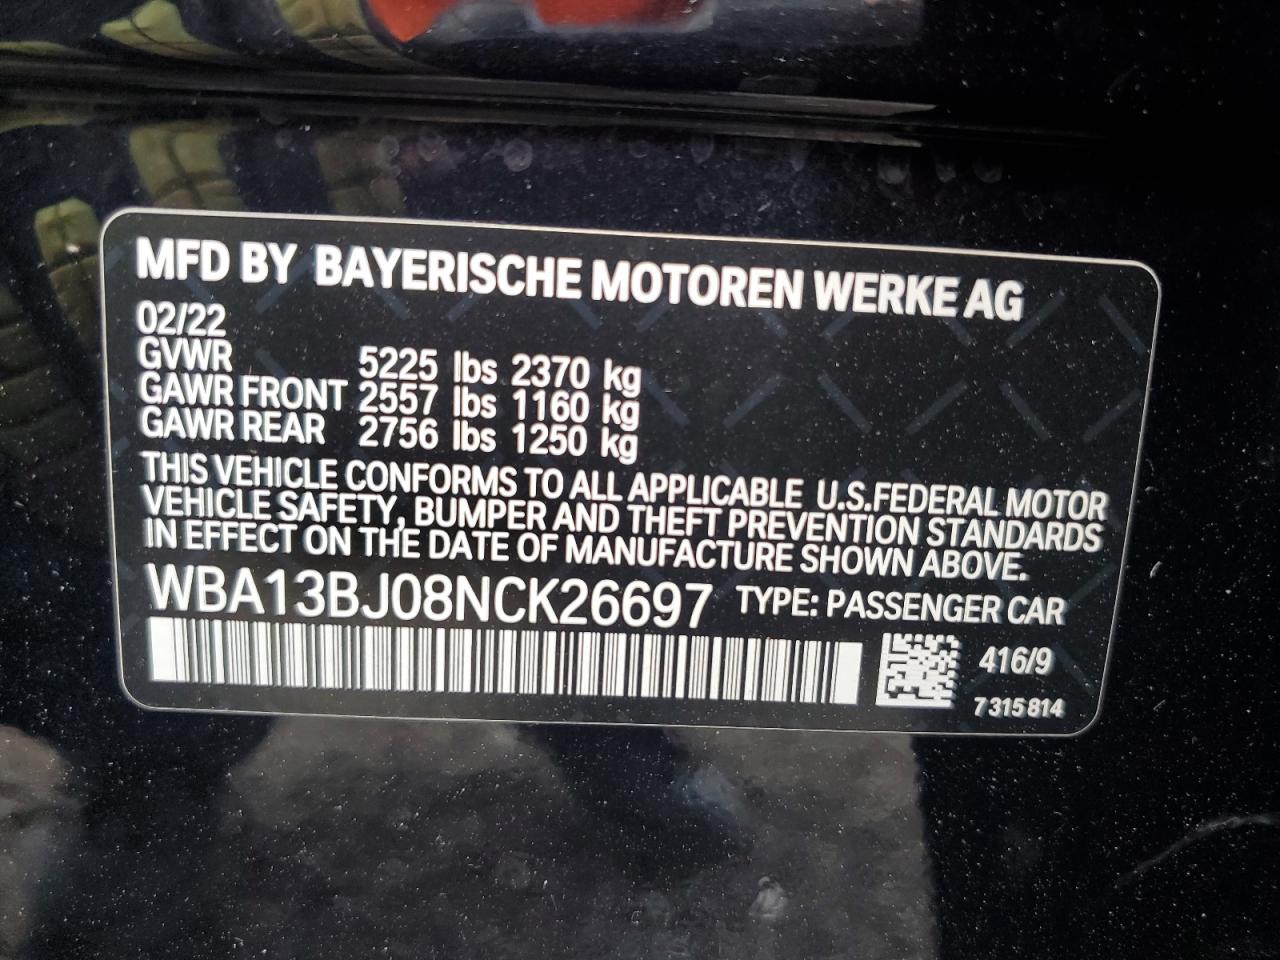 MFD BY BAYERISCHE MOTOREN WERKE AG
02/22
GVWR 5225 lbs 2370 kg
GAWR FRONT 2557 lbs 1160 kg
GAWR REAR 2756 lbs 1250 kg
THIS VEHICLE CONFORMS TO ALL APPLICABLE U.S.FEDERAL MOTOR
VEHICLE SAFETY, BUMPER AND THEFT PREVENTION STANDARDS
IN EFFECT ON THE DATE OF MANUFACTURE SHOWN ABOVE.
WBA13BJ08NCK26697 TYPE: PASSENGER CAR
416/9
7 315 814